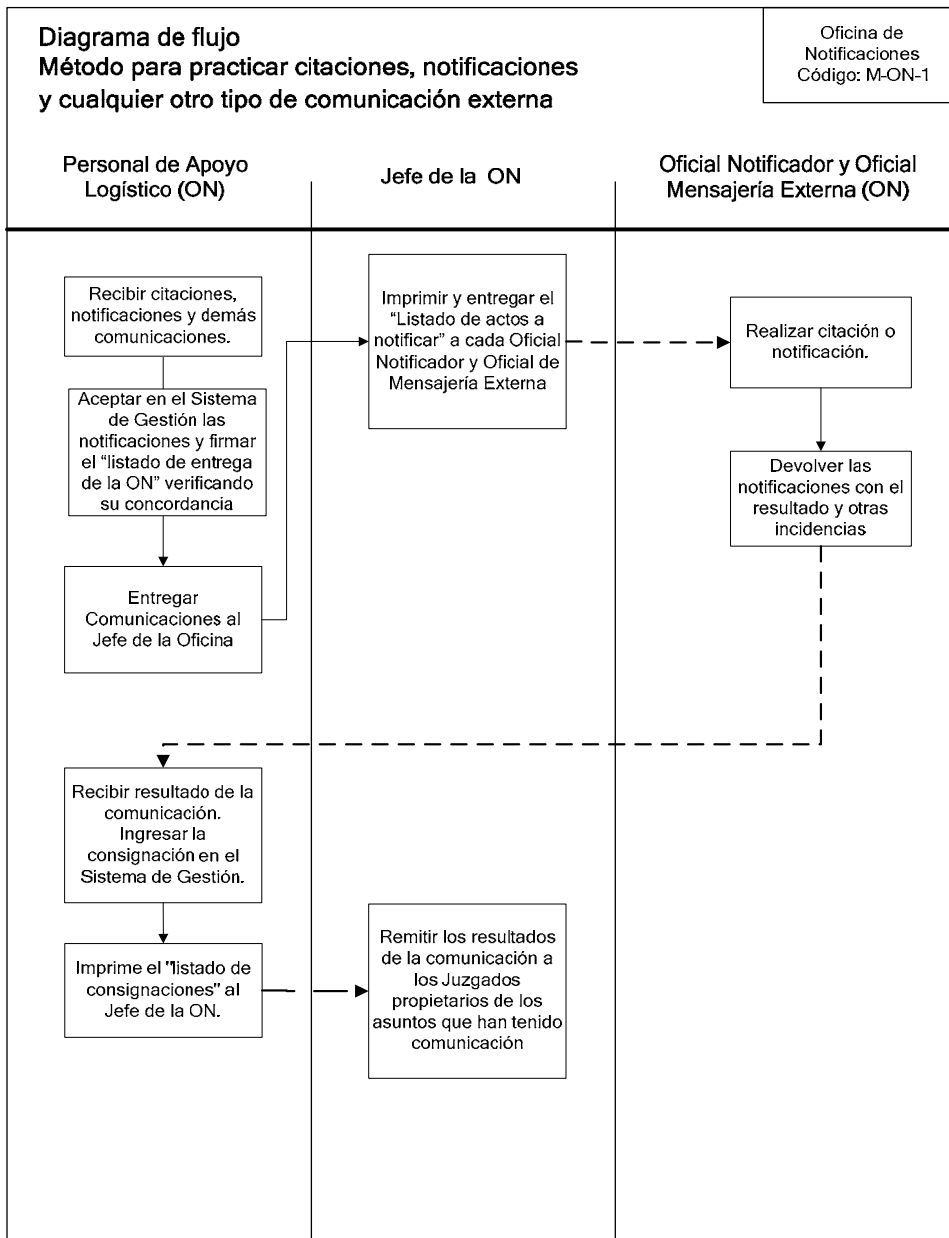 Diagrama de flujo
Método para practicar citaciones, notificaciones
y cualquier otro tipo de comunicación externa
Oficina de
Notificaciones
Código: M-ON-1
Personal de Apoyo
Logístico (ON)
Jefe de la ON
Oficial Notificador y Oficial
Mensajería Externa (ON)
Recibir citaciones,
notificaciones y demás
comunicaciones.
Aceptar en el Sistema
de Gestión las
notificaciones y firmar
el “listado de entrega
de la ON” verificando
su concordancia
Entregar
Comunicaciones al
Jefe de la Oficina
Imprimir y entregar el
“Listado de actos a
notificar” a cada Oficial
Notificador y Oficial de
Mensajería Externa
Realizar citación o
notificación.
Devolver las
notificaciones con el
resultado y otras
incidencias
Recibir resultado de la
comunicación.
Ingresar la
consignación en el
Sistema de Gestión.
Imprime el "listado de
consignaciones" al
Jefe de la ON.
Remitir los resultados
de la comunicación a
los Juzgados
propietarios de los
asuntos que han tenido
comunicación